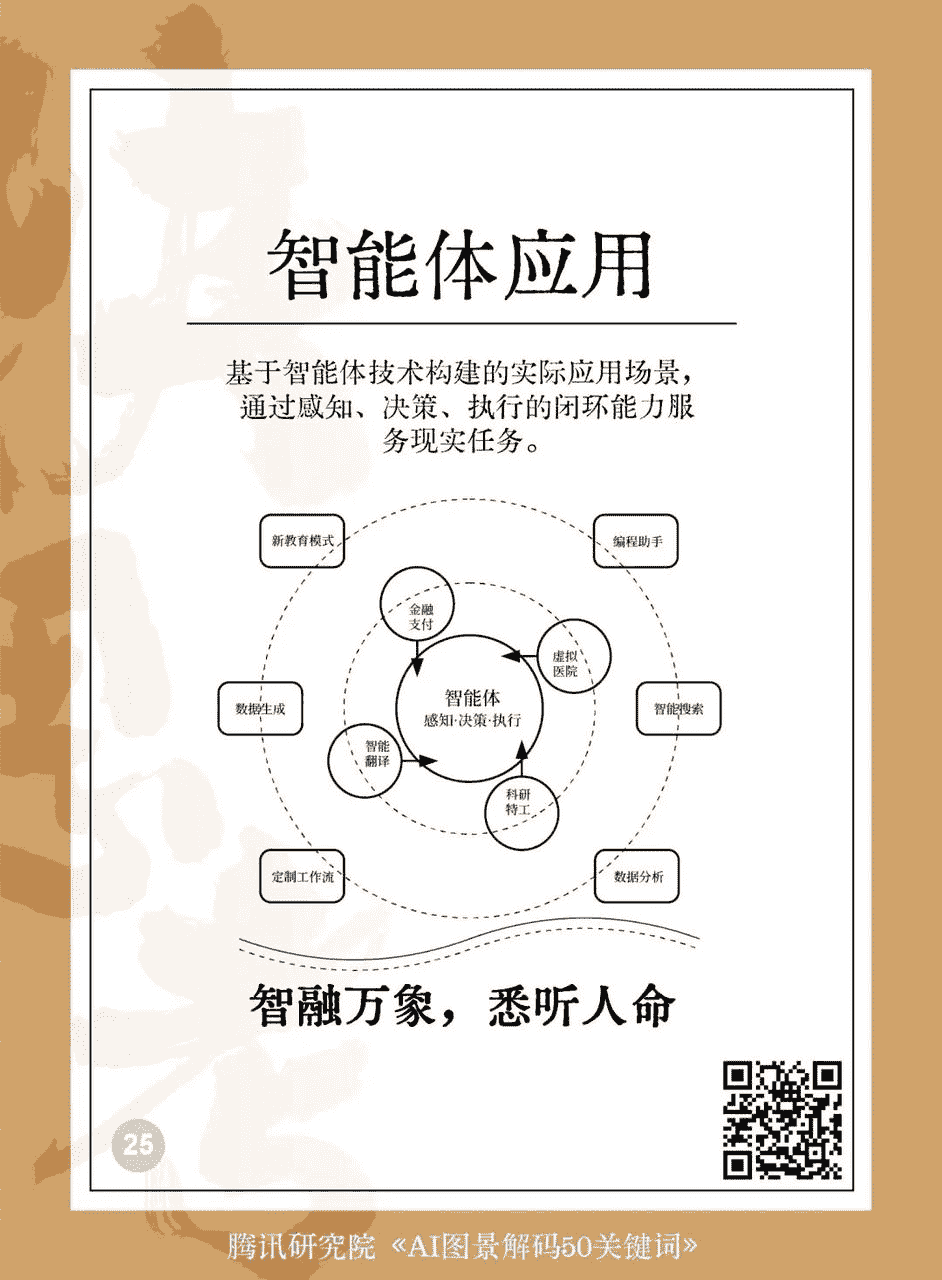 智能体应用
基于智能体技术构建的实际应用场景，
通过感知、决策、执行的闭环能力服
务现实任务。
新教育模式
编程助手
金融
支付
虚拟
医院
数据生成
智能体
感知·决策·执行
智能搜索
智能
翻译
科研
特工
定制工作流
数据分析
智融万象，悉听人命
25
腾讯研究院《AI图景解码50关键词》